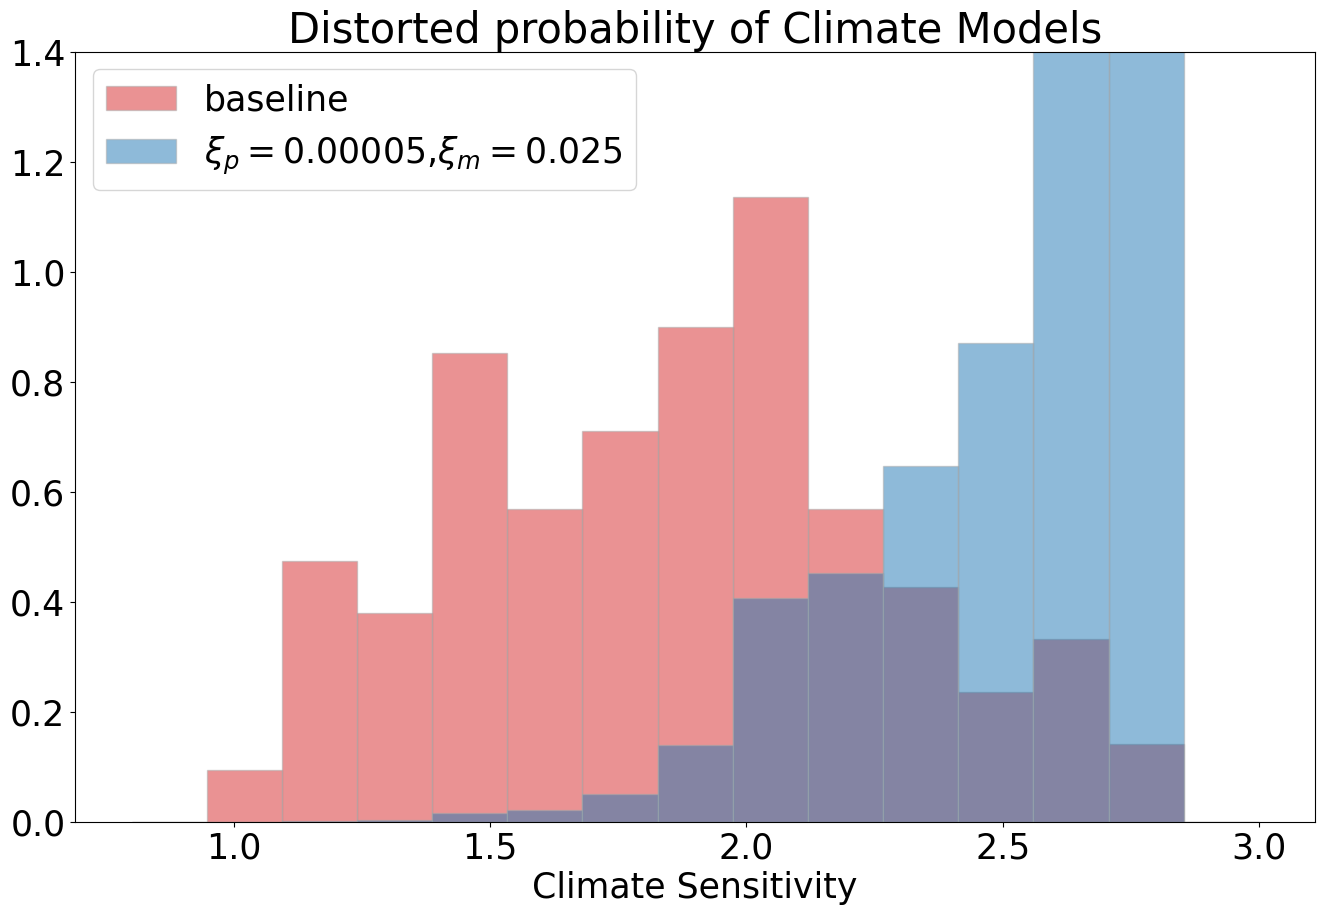 Distorted probability of Climate Models
baseline
ξₚ = 0.00005,ξₘ = 0.025
1.4
1.2
1.0
0.8
0.6
0.4
0.2
0.0
1.0 1.5 2.0 2.5 3.0
Climate Sensitivity